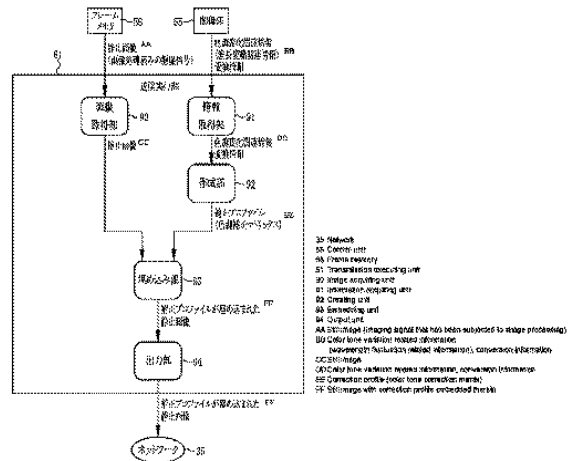 フレーム
メモリ
56
制御部
55
静止画像 AA
(画像処理済みの撮像信号)
色調変化関連情報
(波長変動関連情報) BB
変換情報
61
送信実行部
画像
取得部
90
情報
取得部
91
静止画像 CC
色調変化関連情報 DD
変換情報
作成部
92
補正プロファイル EE
(色調補正マトリックス)
埋め込み部
93
補正プロファイルが埋め込まれた FF
静止画像
出力部
94
補正プロファイルが埋め込まれた FF
静止画像
ネットワーク
35
35 Network
55 Control unit
56 Frame memory
61 Transmission executing unit
90 Image acquiring unit
91 Information acquiring unit
92 Creating unit
93 Embedding unit
94 Output unit
AA Still image (imaging signal that has been subjected to image processing)
BB Color tone variation related information
(wavelength fluctuation related information), conversion information
CC Still image
DD Color tone variation related information, conversion information
EE Correction profile (color tone correction matrix)
FF Still image with correction profile embedded therein